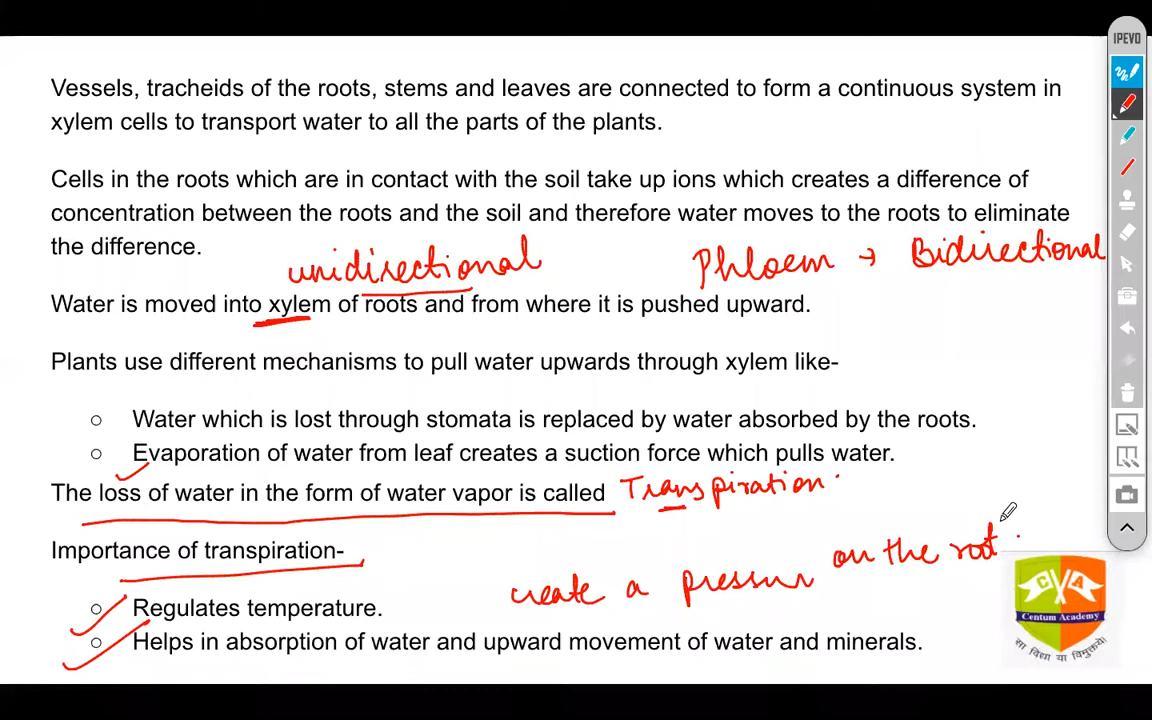 IPEVO
Vessels, tracheids of the roots, stems and leaves are connected to form a continuous system in
xylem cells to transport water to all the parts of the plants.
Cells in the roots which are in contact with the soil take up ions which creates a difference of
concentration between the roots and the soil and therefore water moves to the roots to eliminate
the difference.
unidirectional Phloem → Bidirectional
Water is moved into xylem of roots and from where it is pushed upward.
Plants use different mechanisms to pull water upwards through xylem like-
○ Water which is lost through stomata is replaced by water absorbed by the roots.
○ Evaporation of water from leaf creates a suction force which pulls water.
The loss of water in the form of water vapor is called Transpiration.
Importance of transpiration-
create a pressur on the root.
○ Regulates temperature.
○ Helps in absorption of water and upward movement of water and minerals.
C A
Centum Academy
सा विद्या या विमुक्तये